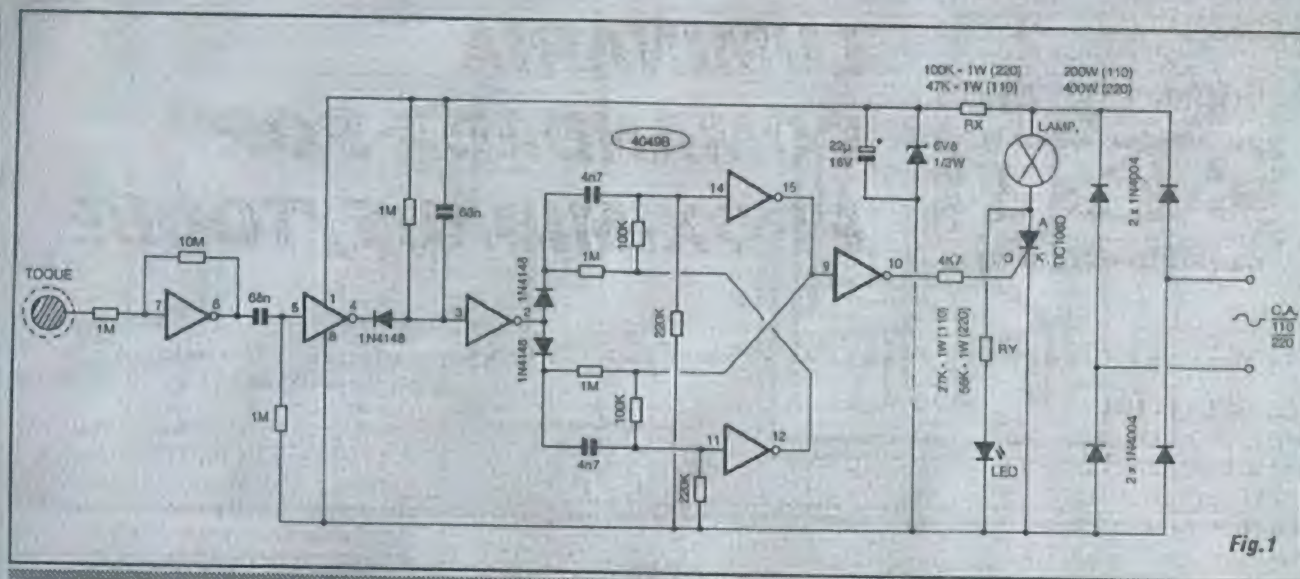 100K - 1W (220)
47K - 1W (110)
200W (110)
400W (220)
RX
LAMP.
4049B
22µ
16V
6V8
1/2W
2 x 1N4004
4n7
14
15
1M
68n
100K
A
G
K
TIC106D
10M
TOQUE
1M
1N4148
9
10
4K7
7
6
68n
5
1
4
8
3
2
1M
1N4148
1N4148
220K
C.A.
110
220
27K - 1W (110)
56K - 1W (220)
RY
1M
100K
1M
4n7
11
12
220K
LED
2 x 1N4004
Fig.1